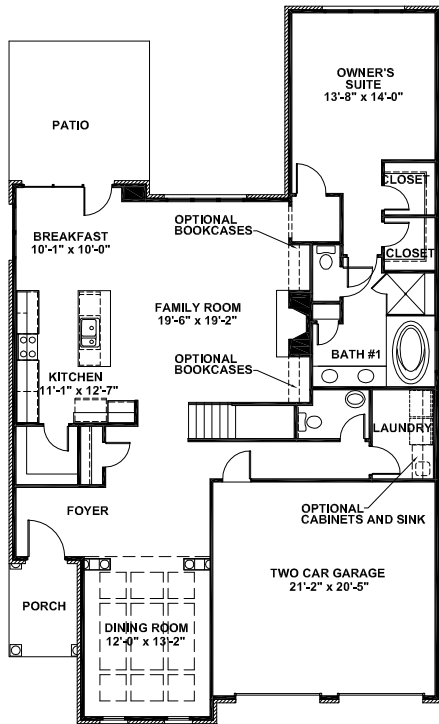 OWNER'S
SUITE
13'-8" x 14'-0"
PATIO
CLOSET
OPTIONAL
BOOKCASES
BREAKFAST
10'-1" x 10'-0"
CLOSET
FAMILY ROOM
19'-6" x 19'-2"
BATH #1
OPTIONAL
BOOKCASES
KITCHEN
11'-1" x 12'-7"
LAUNDRY
FOYER
OPTIONAL
CABINETS AND SINK
TWO CAR GARAGE
21'-2" x 20'-5"
PORCH
DINING ROOM
12'-0" x 13'-2"